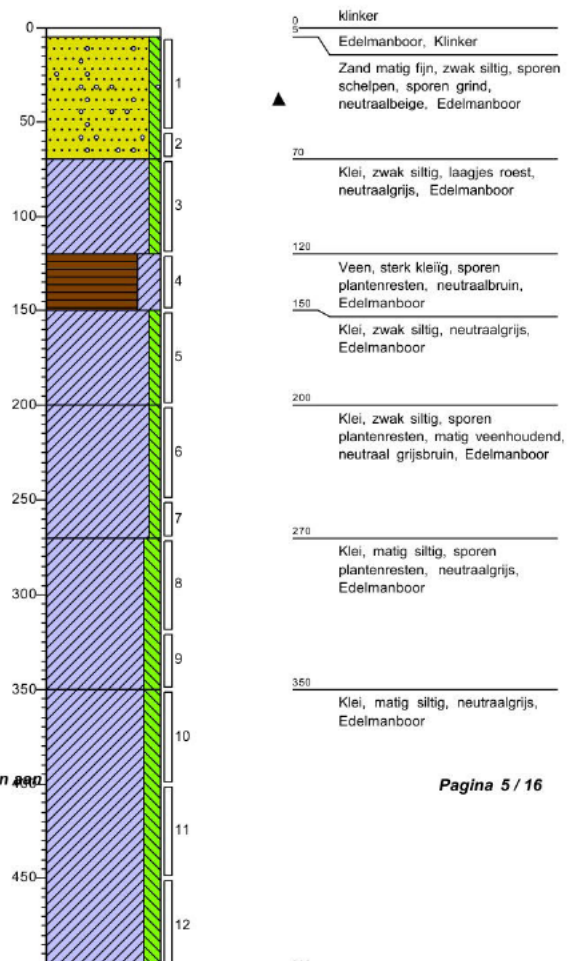 0
50
100
150
200
250
300
350
400
450
1
2
3
4
5
6
7
8
9
10
11
12
0
klinker
5
Edelmanboor, Klinker
Zand matig fijn, zwak siltig, sporen
schelpen, sporen grind,
neutraalbeige, Edelmanboor
70
Klei, zwak siltig, laagjes roest,
neutraalgrijs, Edelmanboor
120
Veen, sterk kleiïg, sporen
plantenresten, neutraalbruin,
Edelmanboor
150
Klei, zwak siltig, neutraalgrijs,
Edelmanboor
200
Klei, zwak siltig, sporen
plantenresten, matig veenhoudend,
neutraal grijsbruin, Edelmanboor
270
Klei, matig siltig, sporen
plantenresten, neutraalgrijs,
Edelmanboor
350
Klei, matig siltig, neutraalgrijs,
Edelmanboor
Pagina 5 / 16